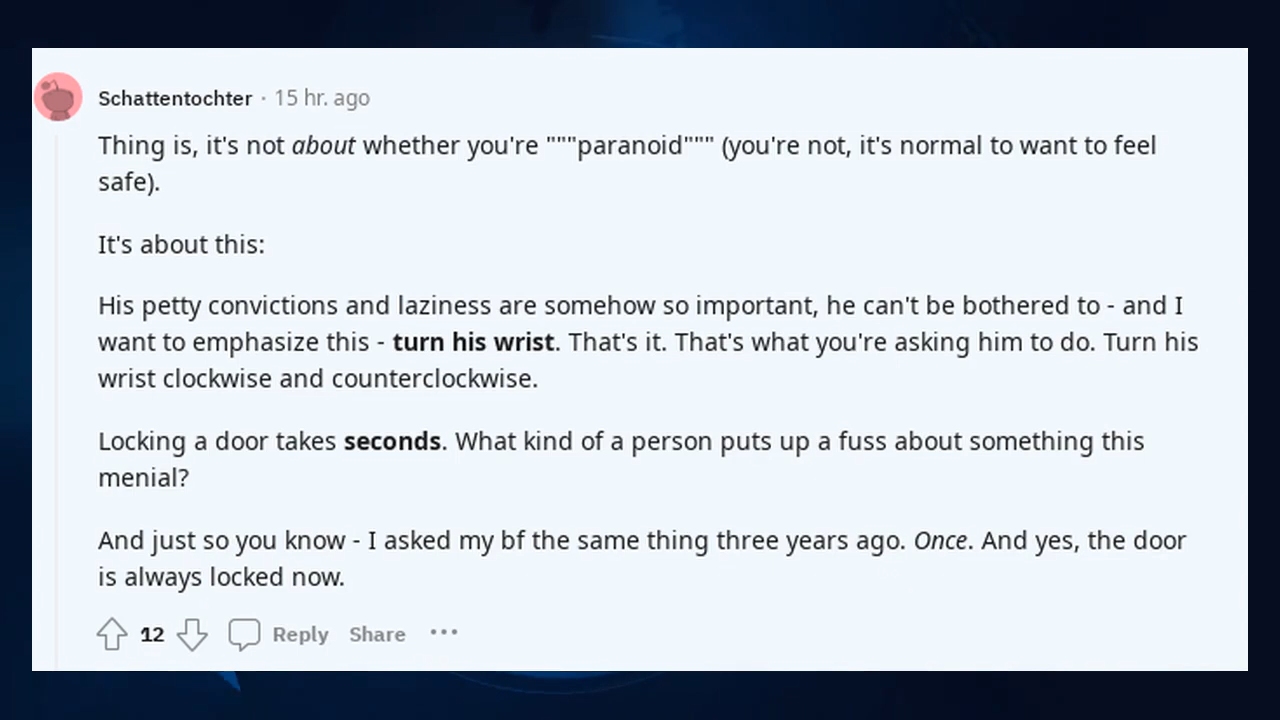 Schattentochter · 15 hr. ago
Thing is, it's not about whether you're """paranoid""" (you're not, it's normal to want to feel
safe).
It's about this:
His petty convictions and laziness are somehow so important, he can't be bothered to - and I
want to emphasize this - turn his wrist. That's it. That's what you're asking him to do. Turn his
wrist clockwise and counterclockwise.
Locking a door takes seconds. What kind of a person puts up a fuss about something this
menial?
And just so you know - I asked my bf the same thing three years ago. Once. And yes, the door
is always locked now.
12 Reply Share ···